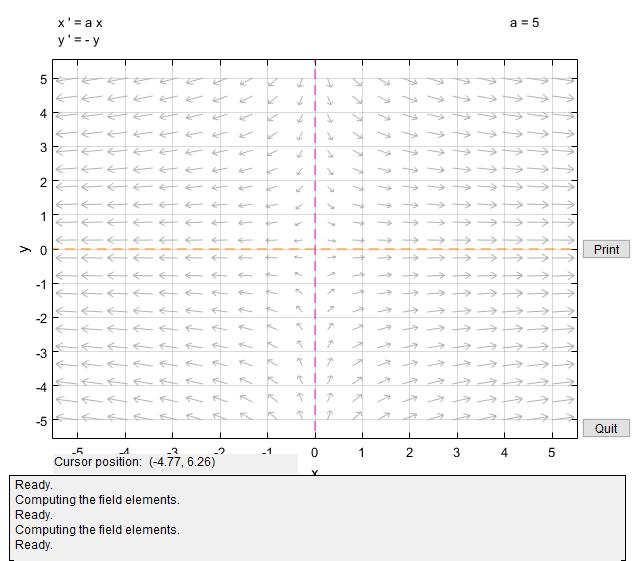 x ' = a x
y ' = - y
a = 5
5
4
3
2
1
0
-1
-2
-3
-4
-5
y
-5 -4 -3 -2 -1 0 1 2 3 4 5
x
Print
Quit
Cursor position: (-4.77, 6.26)
Ready.
Computing the field elements.
Ready.
Computing the field elements.
Ready.